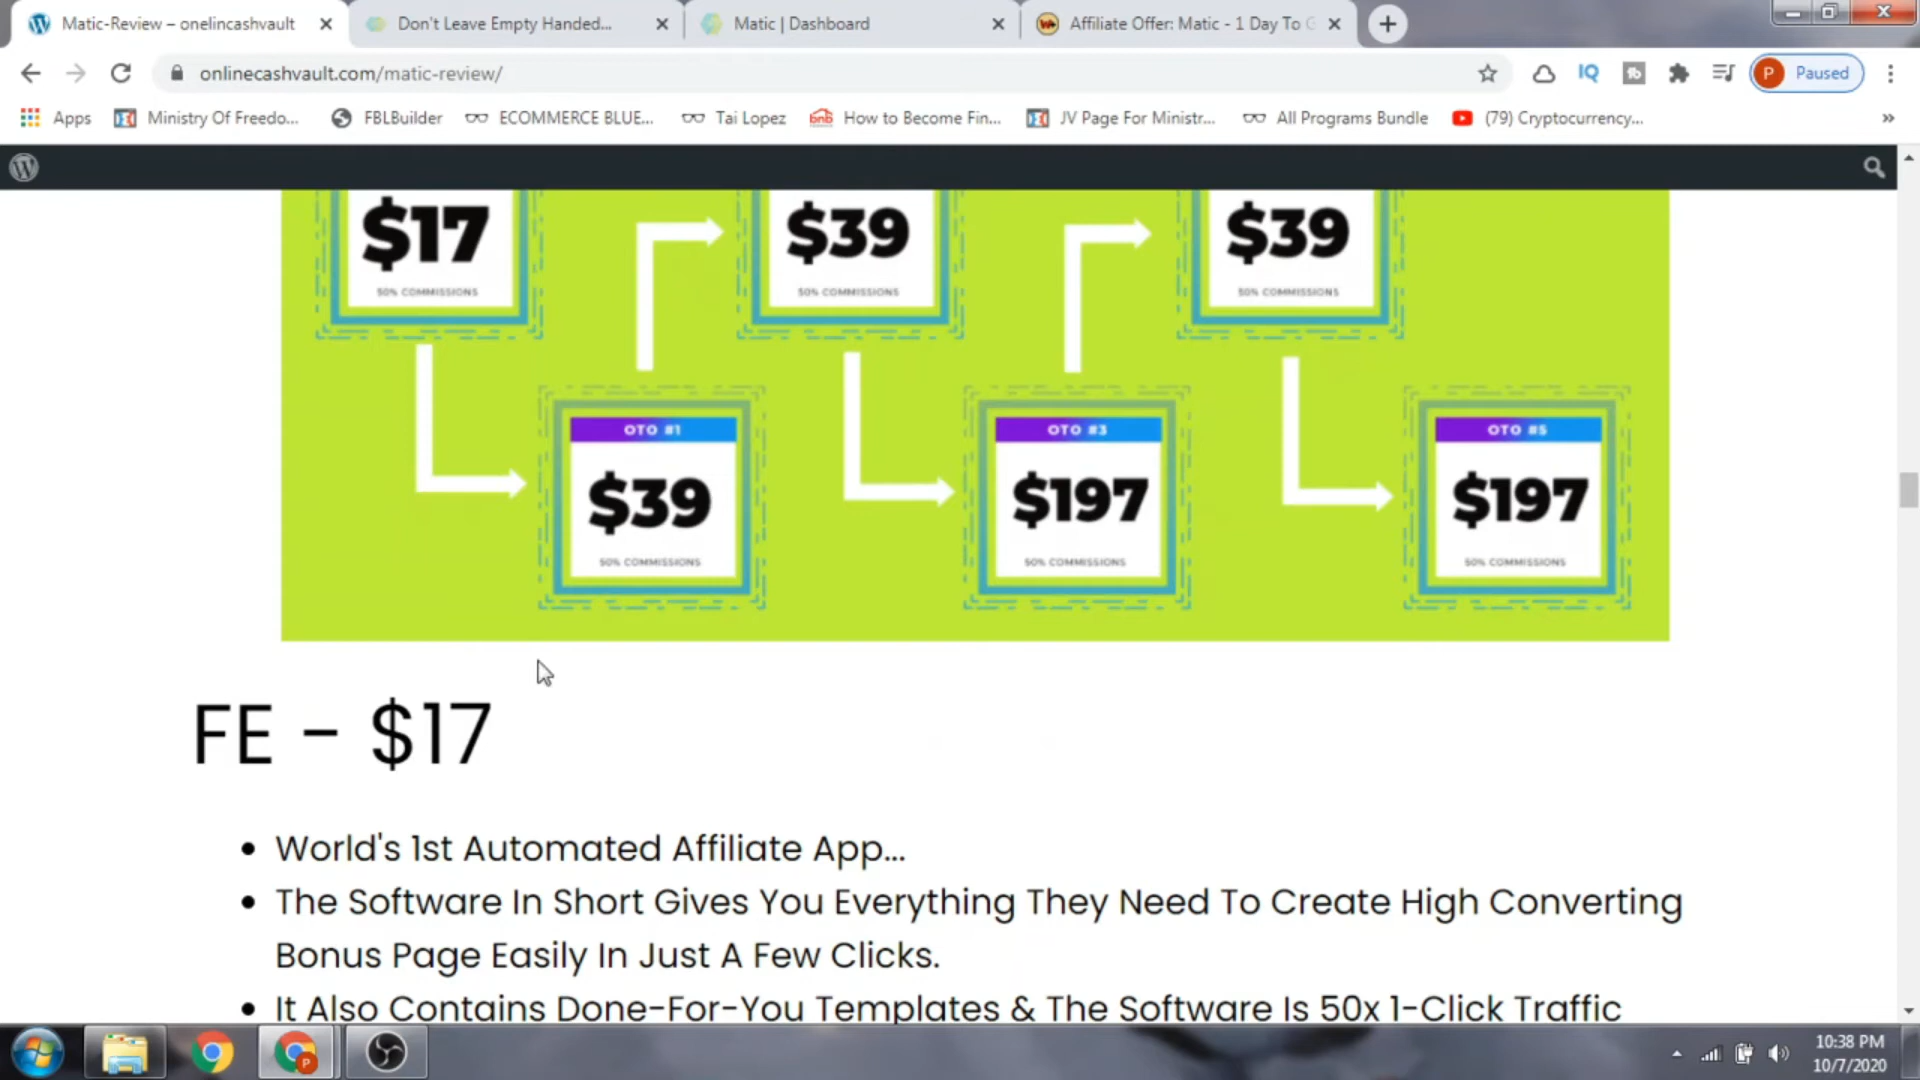 Matic-Review – onelincashvault
Don't Leave Empty Handed...
Matic | Dashboard
Affiliate Offer: Matic - 1 Day To G
onlinecashvault.com/matic-review/
IQ
P
Paused
Apps
Ministry Of Freedo...
FBLBuilder
ECOMMERCE BLUE...
Tai Lopez
bnb
How to Become Fin...
JV Page For Ministr...
All Programs Bundle
(79) Cryptocurrency...
»
$17
50% COMMISSIONS
$39
50% COMMISSIONS
$39
50% COMMISSIONS
OTO #1
$39
50% COMMISSIONS
OTO #3
$197
50% COMMISSIONS
OTO #5
$197
50% COMMISSIONS
FE - $17
• World's 1st Automated Affiliate App...
• The Software In Short Gives You Everything They Need To Create High Converting
Bonus Page Easily In Just A Few Clicks.
• It Also Contains Done-For-You Templates & The Software Is 50x 1-Click Traffic
10:38 PM
10/7/2020